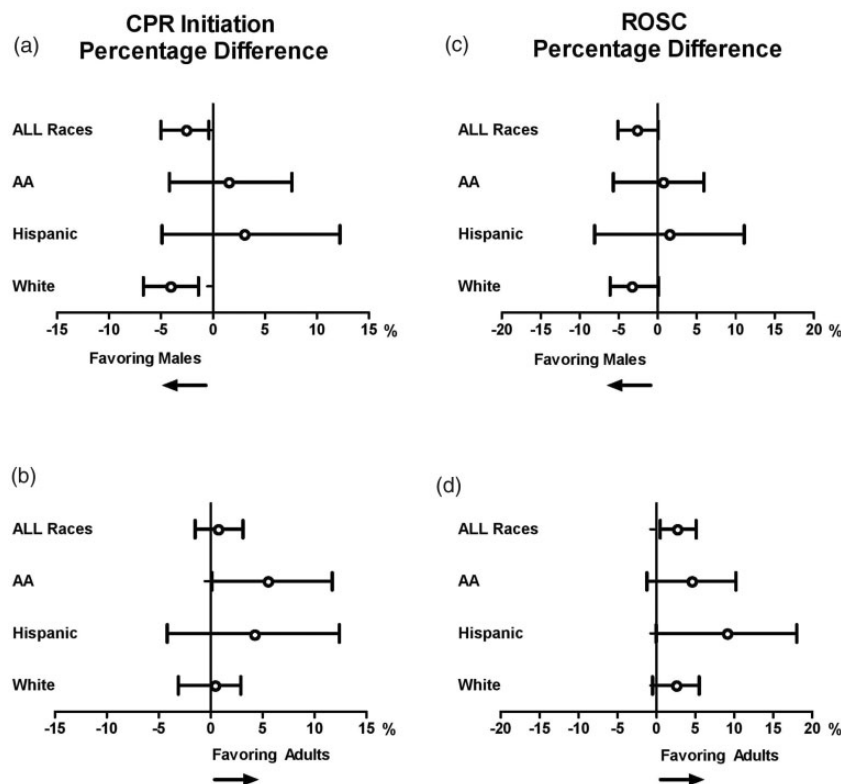 (a)
CPR Initiation
Percentage Difference
ALL Races
AA
Hispanic
White
-15 -10 -5 0 5 10 15 %
Favoring Males
(c)
ROSC
Percentage Difference
ALL Races
AA
Hispanic
White
-20 -15 -10 -5 0 5 10 15 20 %
Favoring Males
(b)
ALL Races
AA
Hispanic
White
-15 -10 -5 0 5 10 15 %
Favoring Adults
(d)
ALL Races
AA
Hispanic
White
-20 -15 -10 -5 0 5 10 15 20 %
Favoring Adults